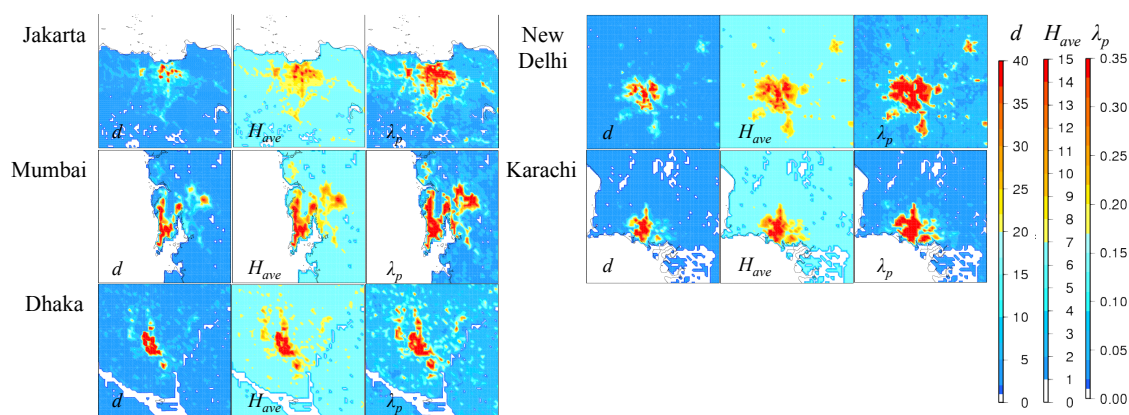 Jakarta
d
H_ave
λ_p
New
Delhi
d
H_ave
λ_p
Mumbai
d
H_ave
λ_p
Karachi
d
H_ave
λ_p
Dhaka
d
H_ave
λ_p
d H_ave λ_p
40
35
30
25
20
15
10
5
0
15
14
13
12
11
10
9
8
7
6
5
4
3
2
1
0
0.35
0.30
0.25
0.20
0.15
0.10
0.05
0.00